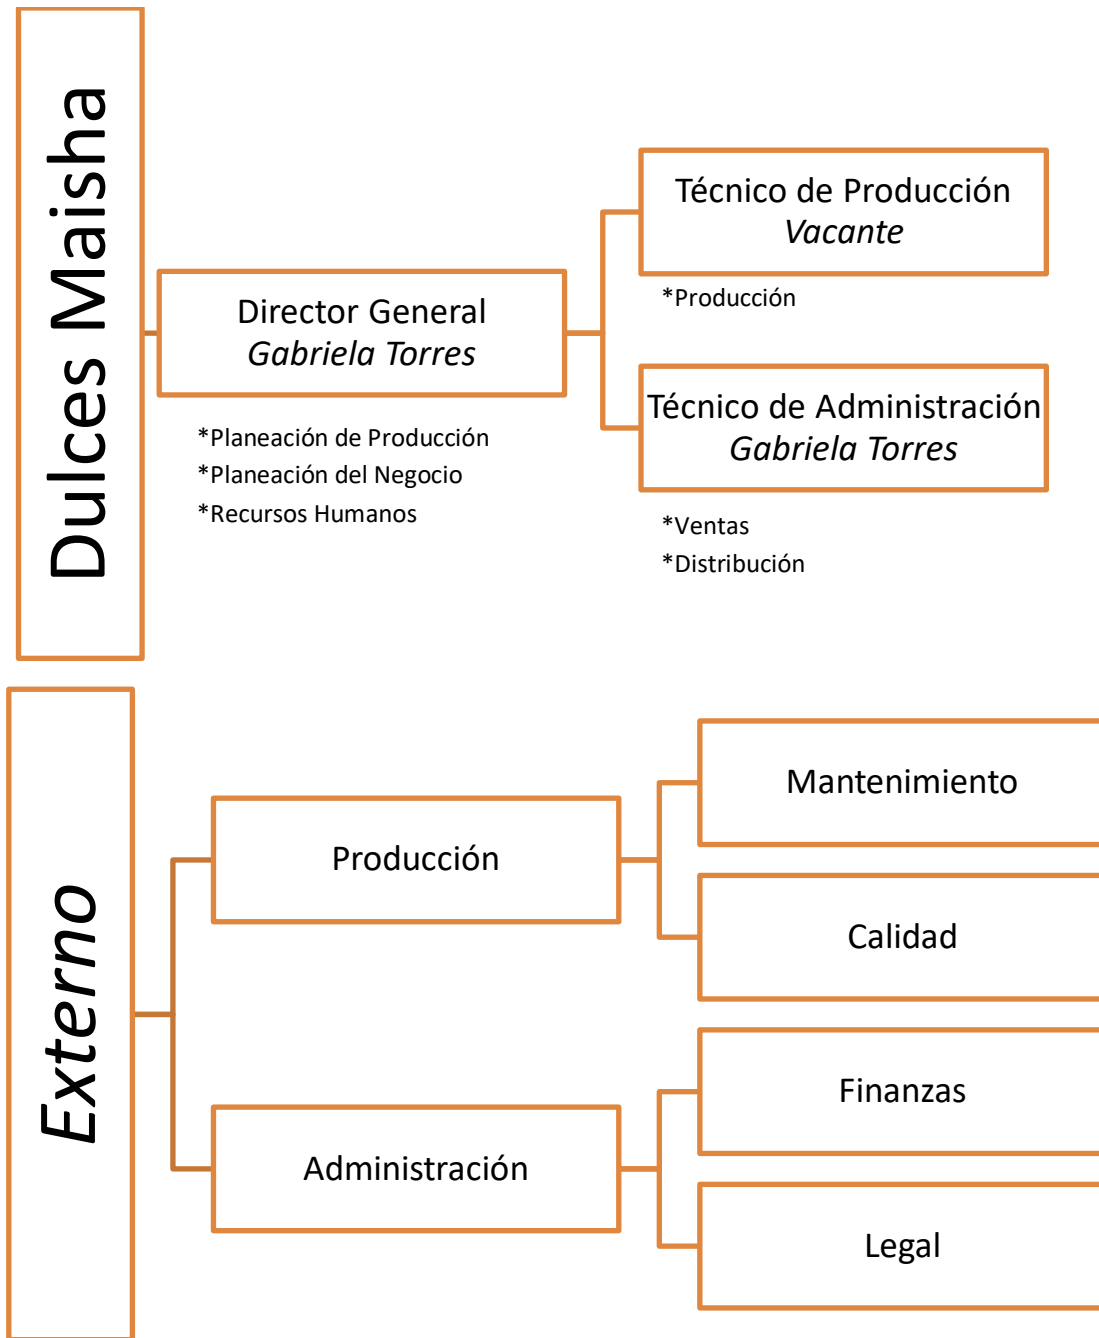 Dulces Maisha
Director General
Gabriela Torres
*Planeación de Producción
*Planeación del Negocio
*Recursos Humanos
Técnico de Producción
Vacante
*Producción
Técnico de Administración
Gabriela Torres
*Ventas
*Distribución
Externo
Producción
Mantenimiento
Calidad
Administración
Finanzas
Legal